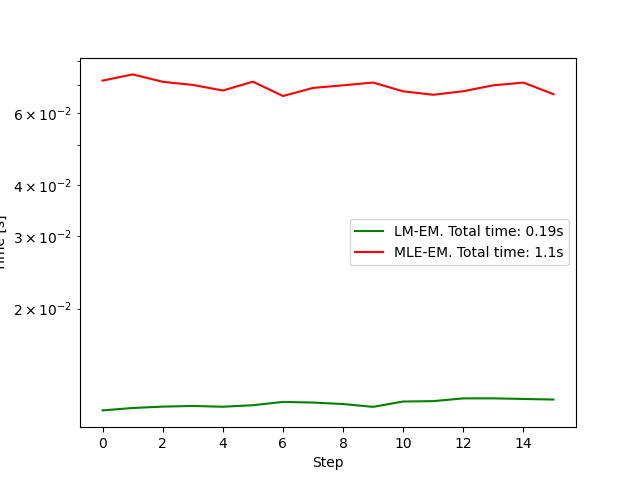 6 × 10⁻²
4 × 10⁻²
3 × 10⁻²
2 × 10⁻²
LM-EM. Total time: 0.19s
MLE-EM. Total time: 1.1s
0 2 4 6 8 10 12 14
Step